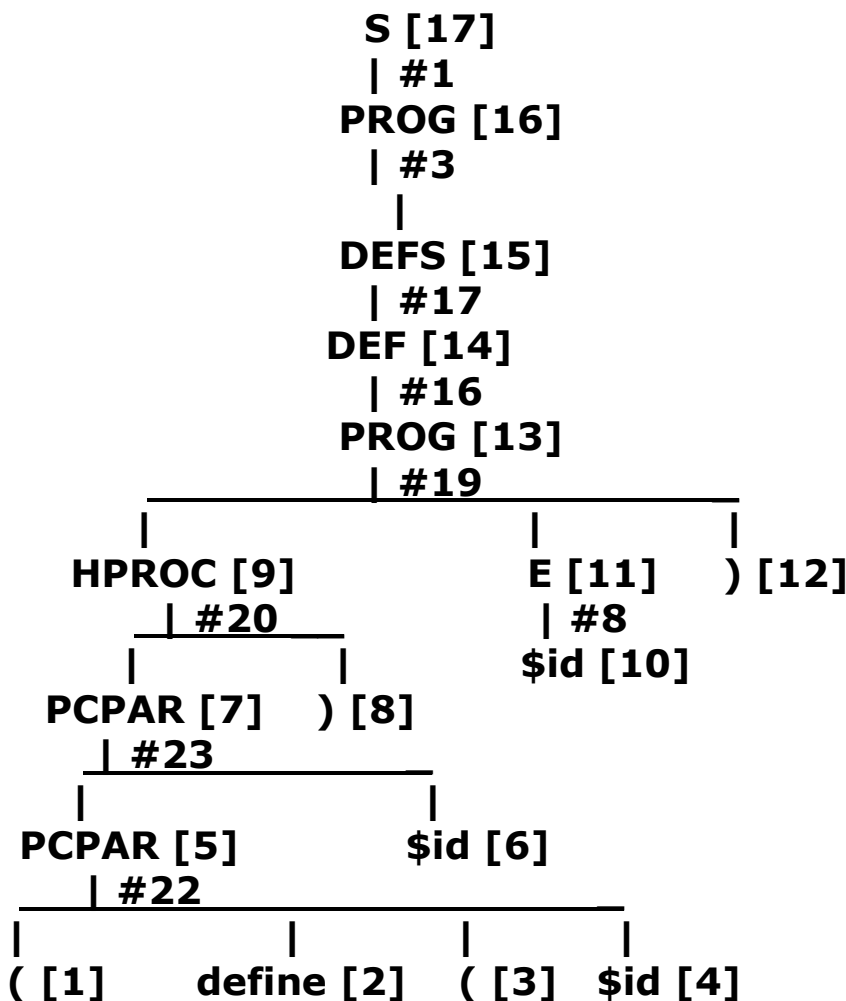 S [17]
| #1
PROG [16]
| #3
|
DEFS [15]
| #17
DEF [14]
| #16
PROG [13]
| #19
| | |
HPROC [9] E [11] ) [12]
| #20 | #8
| | $id [10]
PCPAR [7] ) [8]
| #23
| |
PCPAR [5] $id [6]
| #22
| | | |
( [1] define [2] ( [3] $id [4]